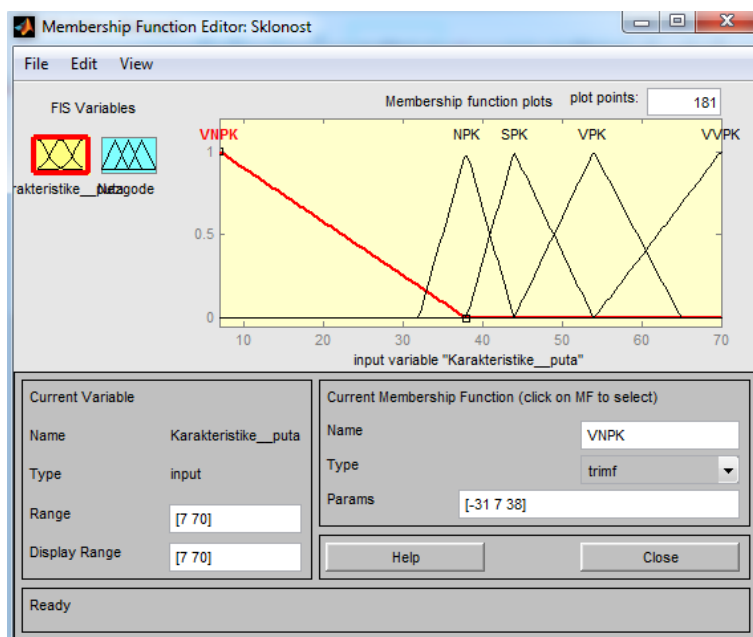 Membership Function Editor: Sklonost
File Edit View
FIS Variables
Membership function plots plot points: 181
VNPK NPK SPK VPK VVPK
1
0.5
0
10 20 30 40 50 60 70
input variable "Karakteristike__puta"
Current Variable
Name Karakteristike__puta
Type input
Range [7 70]
Display Range [7 70]
Current Membership Function (click on MF to select)
Name VNPK
Type trimf
Params [-31 7 38]
Help Close
Ready